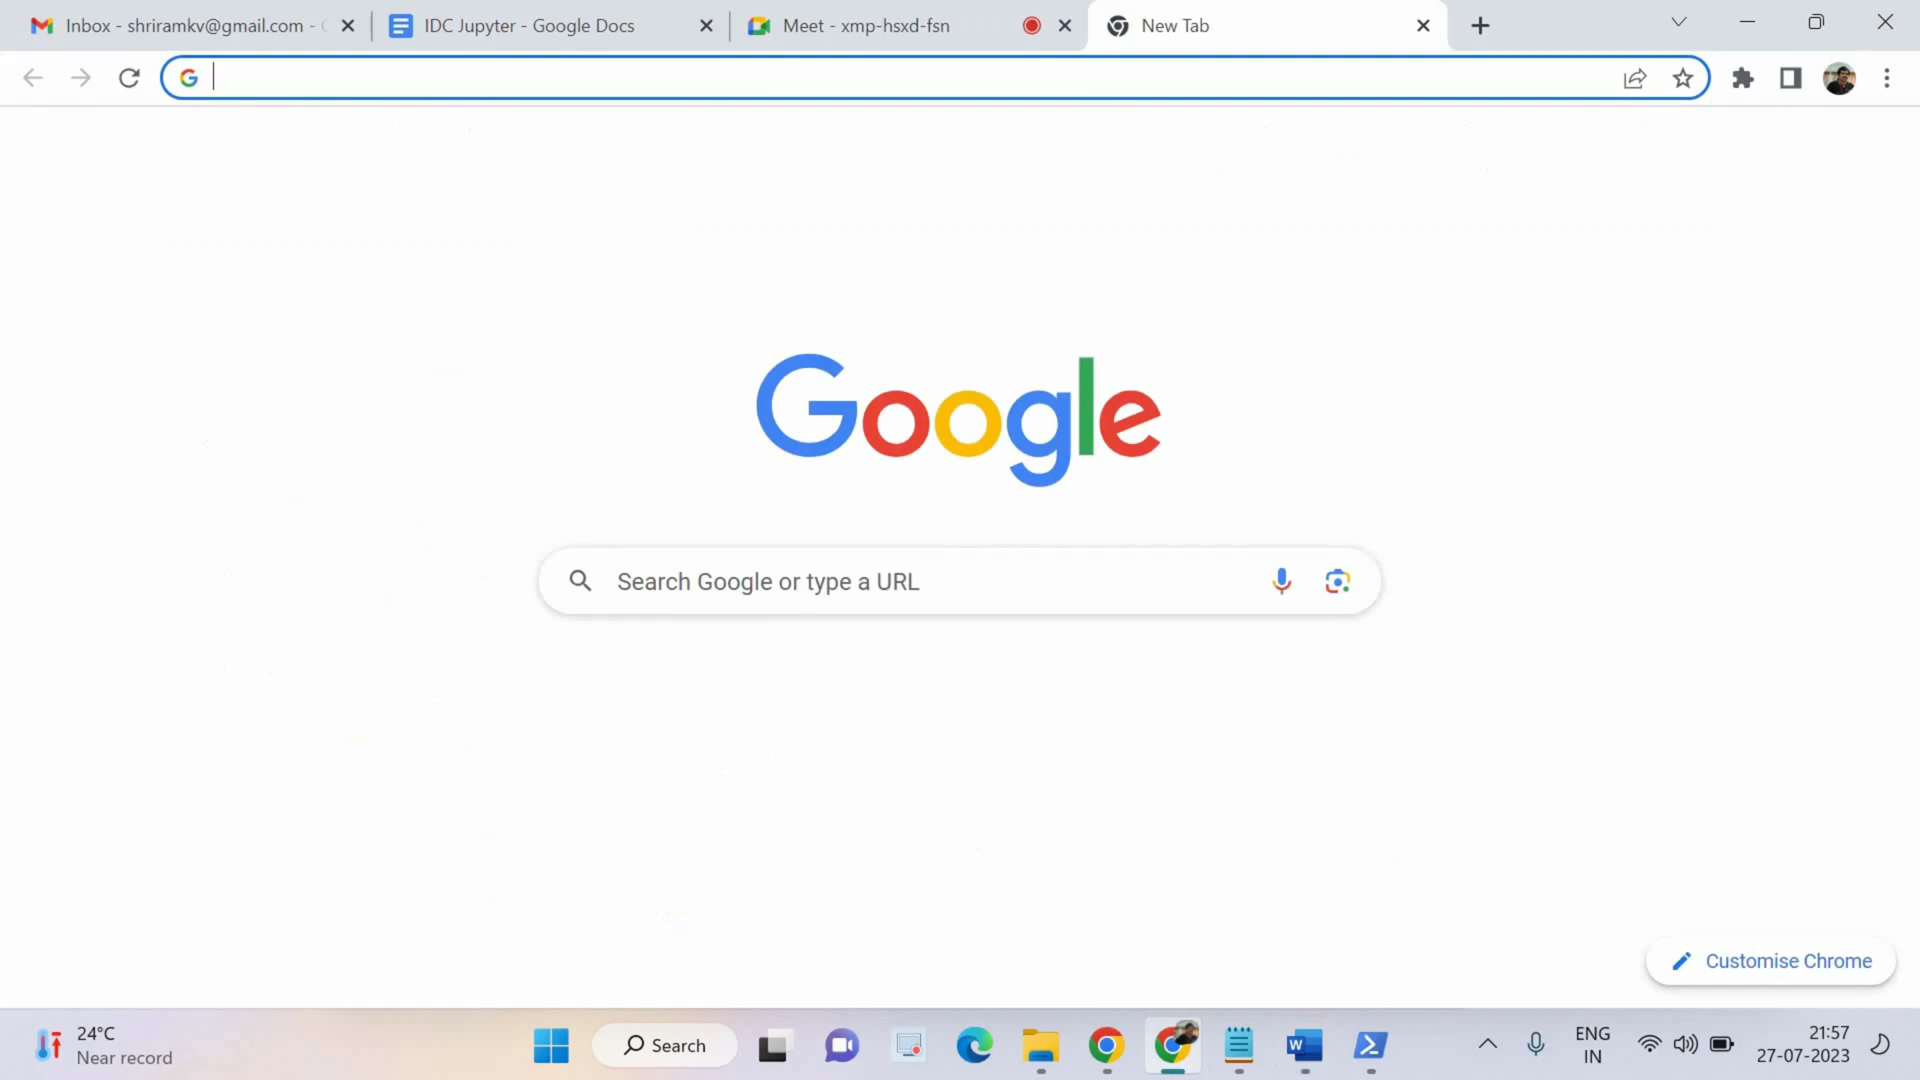 Inbox - shriramkv@gmail.com -
IDC Jupyter - Google Docs
Meet - xmp-hsxd-fsn
New Tab
Google
Search Google or type a URL
Customise Chrome
24°C
Near record
Search
ENG
IN
21:57
27-07-2023